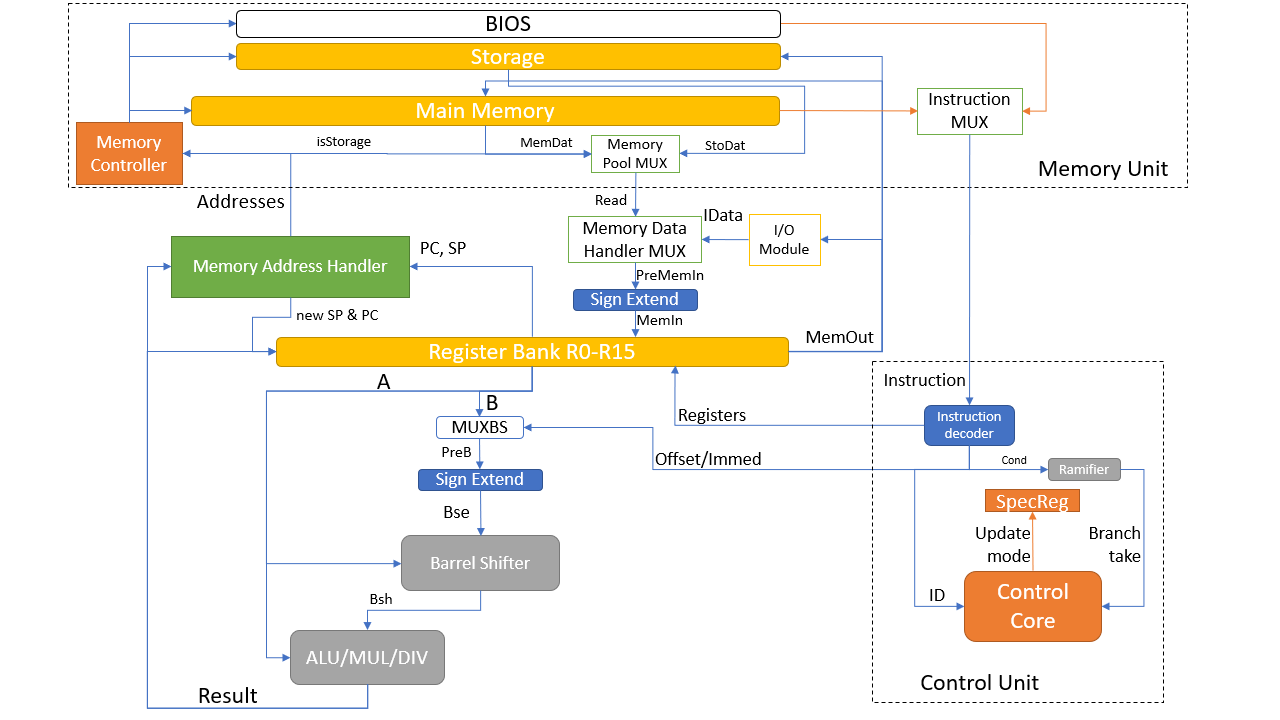 BIOS
Storage
Main Memory
Instruction
MUX
Memory
Controller
isStorage
MemDat
Memory
Pool MUX
StoDat
Memory Unit
Addresses
Read
IData
Memory Data
Handler MUX
I/O
Module
Memory Address Handler
PC, SP
PreMemIn
Sign Extend
new SP & PC
MemIn
Register Bank R0-R15
MemOut
A
Instruction
B
Registers
Instruction
decoder
MUXBS
PreB
Offset/Immed
Cond
Ramifier
Sign Extend
SpecReg
Bse
Update
mode
Branch
take
Barrel Shifter
Control
Core
ID
Bsh
ALU/MUL/DIV
Control Unit
Result